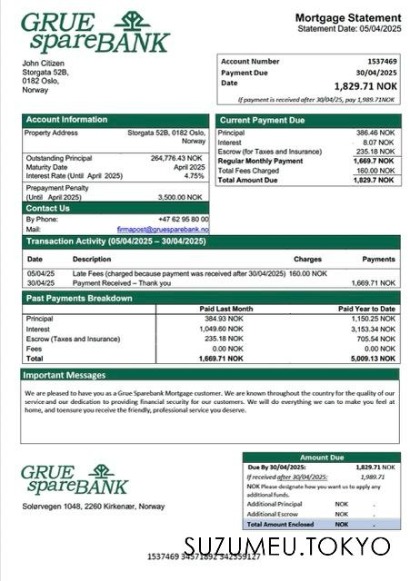 GRUE
spareBANK
Mortgage Statement
Statement Date: 05/04/2025
John Citizen
Storgata 52B,
0182 Oslo,
Norway
Account Number 1537469
Payment Due 30/04/2025
Date
1,829.71 NOK
If payment is received after 30/04/25, pay 1,989.71NOK
Account Information
Property Address Storgata 52B, 0182 Oslo,
Norway
Outstanding Principal 264,776.43 NOK
Maturity Date April 2025
Interest Rate (Until April 2025) 4.75%
Prepayment Penalty
(Until April 2025) 3,500.00 NOK
Contact Us
By Phone: +47 62 95 80 00
Mail: firmapost@gruesparebank.no
Current Payment Due
Principal 386.46 NOK
Interest 8.07 NOK
Escrow (for Taxes and Insurance) 235.18 NOK
Regular Monthly Payment 1,669.7 NOK
Total Fees Charged 160.00 NOK
Total Amount Due 1,829.7 NOK
Transaction Activity (05/04/2025 – 30/04/2025)
Date Description Charges Payments
05/04/25 Late Fees (charged because payment was received after 30/04/2025) 160.00 NOK
30/04/25 Payment Received – Thank you 1,669.71 NOK
Past Payments Breakdown
Paid Last Month Paid Year to Date
Principal 384.93 NOK 1,150.25 NOK
Interest 1,049.60 NOK 3,153.34 NOK
Escrow (Taxes and Insurance) 235.18 NOK 705.54 NOK
Fees 0.00 NOK 0.00 NOK
Total 1,669.71 NOK 5,009.13 NOK
Important Messages
We are pleased to have you as a Grue Sparebank Mortgage customer. We are known throughout the country for the quality of our
service and our dedication to providing financial security for our customers. We will do everything we can to make you feel at
home, and toensure you receive the friendly, professional service you deserve.
GRUE
spareBANK
Solørvegen 1048, 2260 Kirkenær, Norway
Amount Due
Due By 30/04/2025: 1,829.71 NOK
If received after 30/04/2025: 1,989.71
NOK Please designate how you want us to apply any
additional funds.
Additional Principal NOK .
Additional Escrow NOK .
Total Amount Enclosed NOK .
SUZUMEU.TOKYO
1537469 34571892 342359127